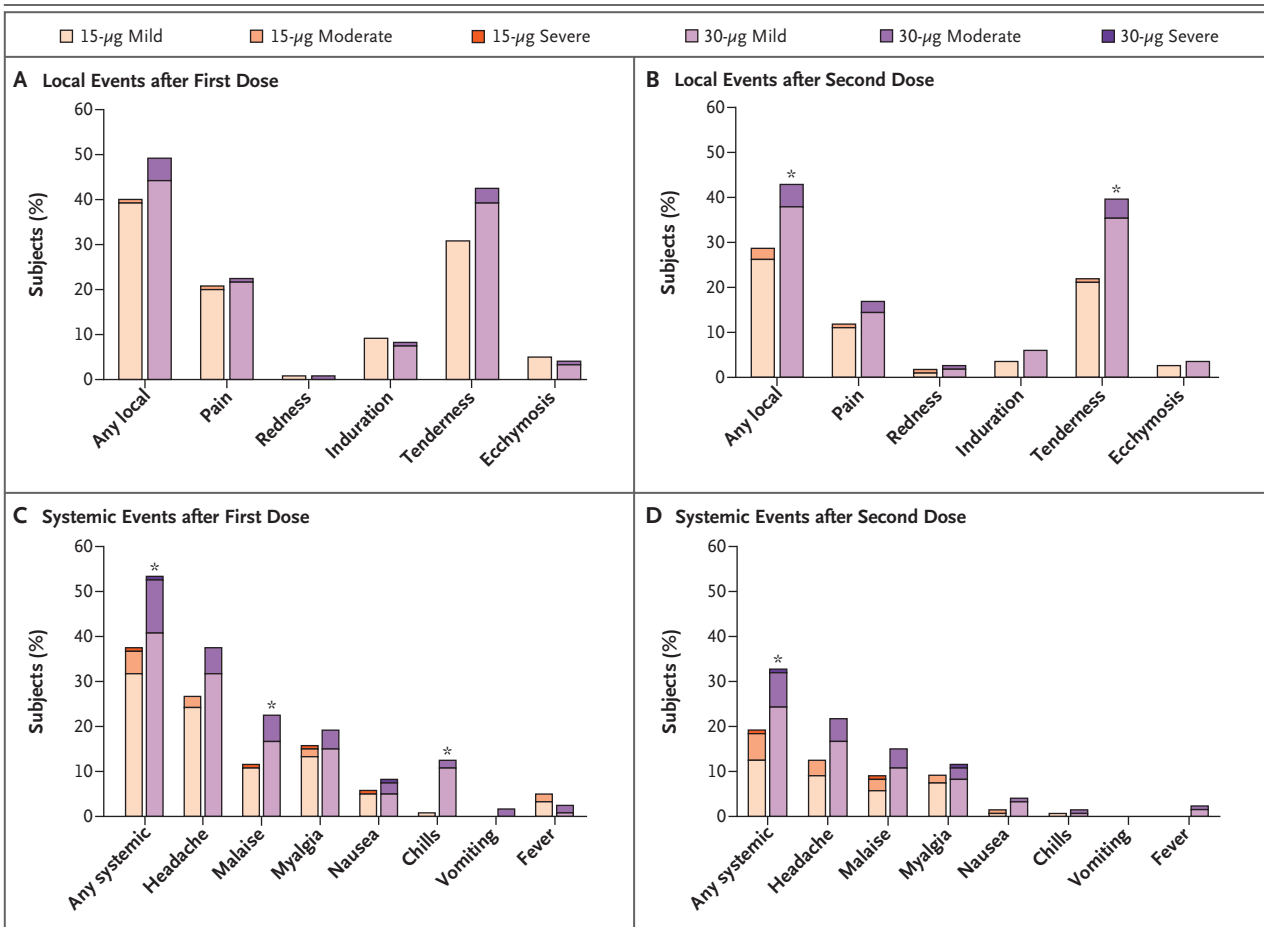 15-µg Mild 15-µg Moderate 15-µg Severe 30-µg Mild 30-µg Moderate 30-µg Severe
A Local Events after First Dose
60
50
40
30
20
10
0
Subjects (%)
Any local
Pain
Redness
Induration
Tenderness
Ecchymosis
B Local Events after Second Dose
60
50
40
30
20
10
0
Subjects (%)
*
*
Any local
Pain
Redness
Induration
Tenderness
Ecchymosis
C Systemic Events after First Dose
60
50
40
30
20
10
0
Subjects (%)
*
*
*
Any systemic
Headache
Malaise
Myalgia
Nausea
Chills
Vomiting
Fever
D Systemic Events after Second Dose
60
50
40
30
20
10
0
Subjects (%)
*
Any systemic
Headache
Malaise
Myalgia
Nausea
Chills
Vomiting
Fever